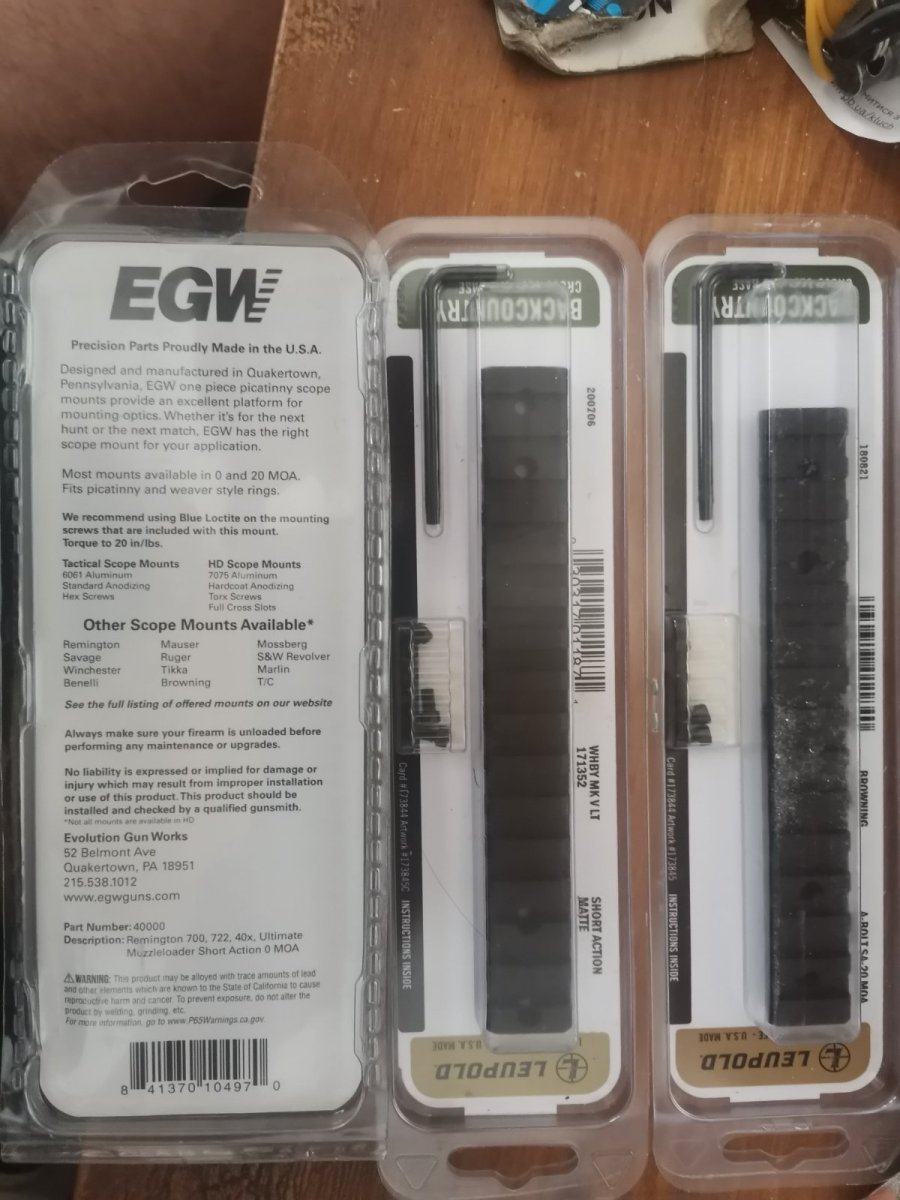 EGW
Precision Parts Proudly Made in the U.S.A.
Designed and manufactured in Quakertown,
Pennsylvania, EGW one piece picatinny scope
mounts provide an excellent platform for
mounting optics. Whether it's for the next
hunt or the next match, EGW has the right
scope mount for your application.
Most mounts available in 0 and 20 MOA.
Fits picatinny and weaver style rings.
We recommend using Blue Loctite on the mounting
screws that are included with this mount.
Torque to 20 in/lbs.
Tactical Scope Mounts
6061 Aluminum
Standard Anodizing
Hex Screws
HD Scope Mounts
7075 Aluminum
Hardcoat Anodizing
Torx Screws
Full Cross Slots
Other Scope Mounts Available*
Remington Mauser Mossberg
Savage Ruger S&W Revolver
Winchester Tikka Marlin
Benelli Browning T/C
See the full listing of offered mounts on our website
Always make sure your firearm is unloaded before
performing any maintenance or upgrades.
No liability is expressed or implied for damage or
injury which may result from improper installation
or use of this product. This product should be
installed and checked by a qualified gunsmith.
*Not all mounts are available in HD
Evolution Gun Works
52 Belmont Ave
Quakertown, PA 18951
215.538.1012
www.egwguns.com
Part Number: 40000
Description: Remington 700, 722, 40x, Ultimate
Muzzleloader Short Action 0 MOA
WARNING: This product may be alloyed with trace amounts of lead
and other elements which are known to the State of California to cause
reproductive harm and cancer. To prevent exposure, do not alter the
product by welding, grinding, etc.
For more information, go to www.P65Warnings.ca.gov.
8 41370 10497 0
BACKCOUNTRY
200706
WHBY MK V LT
171352
SHORT ACTION
MATTE
INSTRUCTIONS INSIDE
U.S.A. MADE
LEUPOLD
BACKCOUNTRY
180821
BROWNING
A-BOLT SA 20 MOA
Card #173844 Artwork #173845
INSTRUCTIONS INSIDE
U.S.A. MADE
LEUPOLD